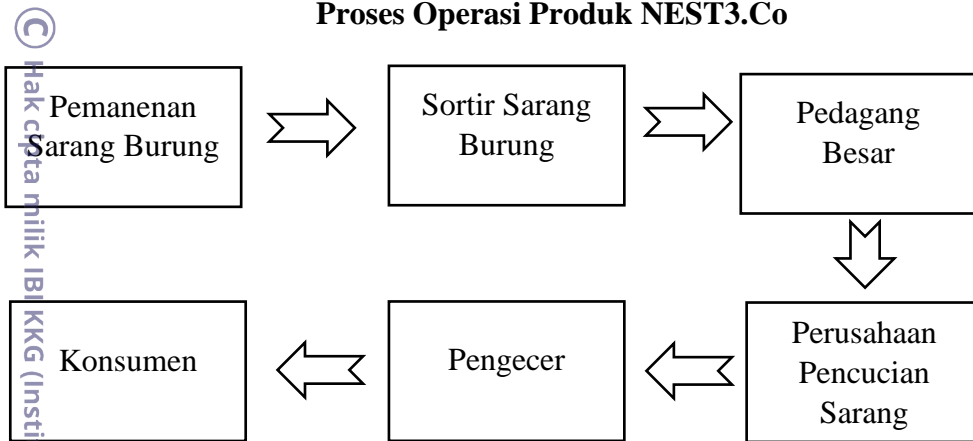 Proses Operasi Produk NEST3.Co
Pemanenan
Sarang Burung
Sortir Sarang
Burung
Pedagang
Besar
Perusahaan
Pencucian
Sarang
Pengecer
Konsumen
© Hak cipta milik IBI KKG (Insti